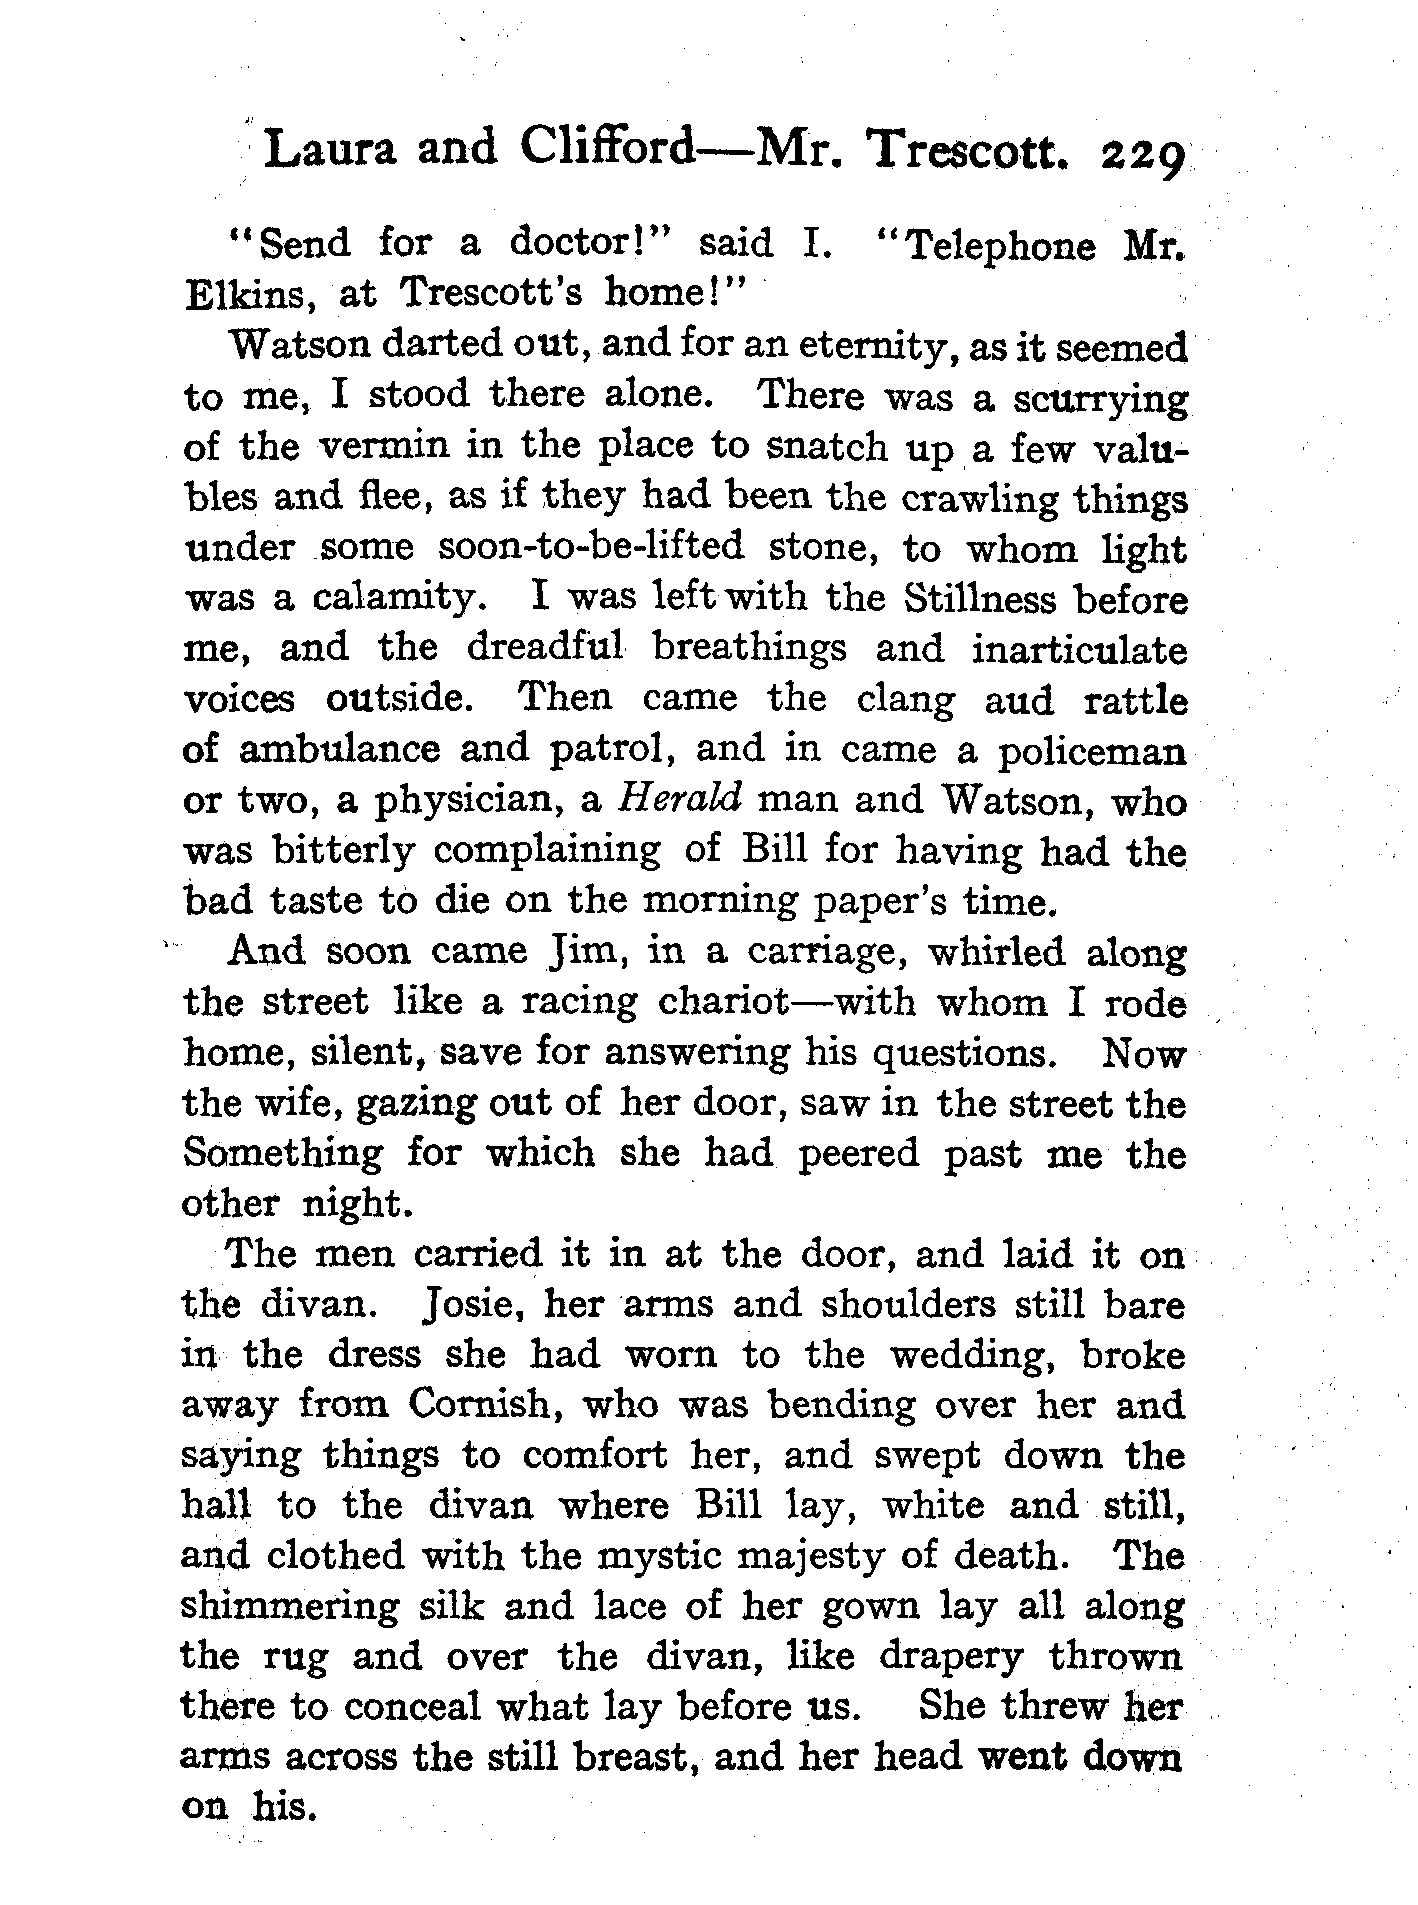 Laura and Clifford—Mr. Trescott. 229
"Send for a doctor!" said I. "Telephone Mr.
Elkins, at Trescott's home!"
Watson darted out, and for an eternity, as it seemed
to me, I stood there alone. There was a scurrying
of the vermin in the place to snatch up a few valu-
bles and flee, as if they had been the crawling things
under some soon-to-be-lifted stone, to whom light
was a calamity. I was left with the Stillness before
me, and the dreadful breathings and inarticulate
voices outside. Then came the clang aud rattle
of ambulance and patrol, and in came a policeman
or two, a physician, a Herald man and Watson, who
was bitterly complaining of Bill for having had the
bad taste to die on the morning paper's time.
And soon came Jim, in a carriage, whirled along
the street like a racing chariot—with whom I rode
home, silent, save for answering his questions. Now
the wife, gazing out of her door, saw in the street the
Something for which she had peered past me the
other night.
The men carried it in at the door, and laid it on
the divan. Josie, her arms and shoulders still bare
in the dress she had worn to the wedding, broke
away from Cornish, who was bending over her and
saying things to comfort her, and swept down the
hall to the divan where Bill lay, white and still,
and clothed with the mystic majesty of death. The
shimmering silk and lace of her gown lay all along
the rug and over the divan, like drapery thrown
there to conceal what lay before us. She threw her
arms across the still breast, and her head went down
on his.